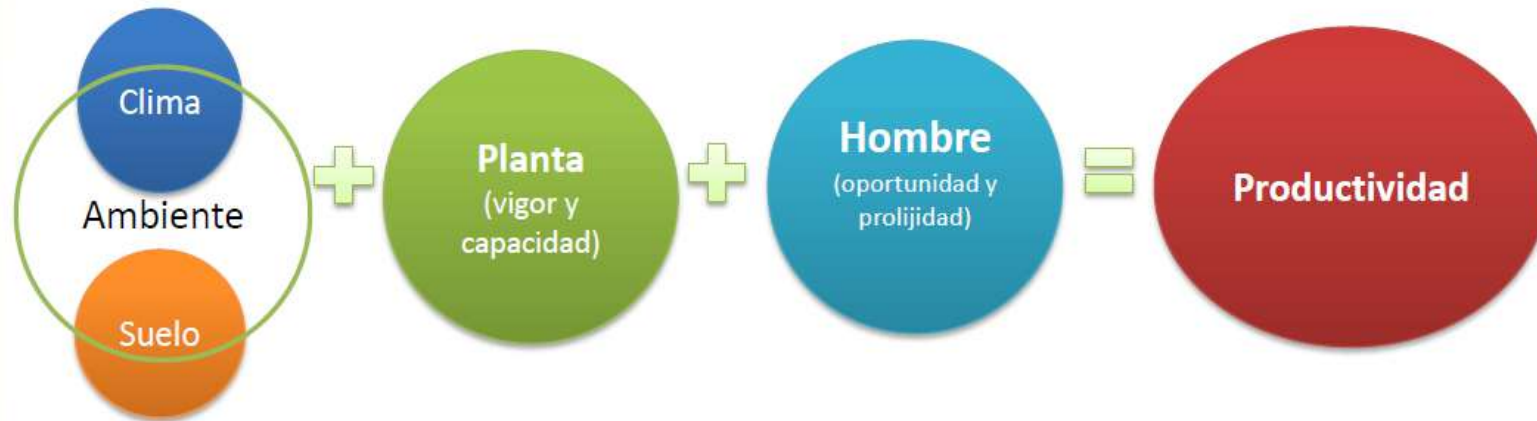 Clima
Ambiente
Suelo
Planta
(vigor y
capacidad)
Hombre
(oportunidad y
prolijidad)
Productividad